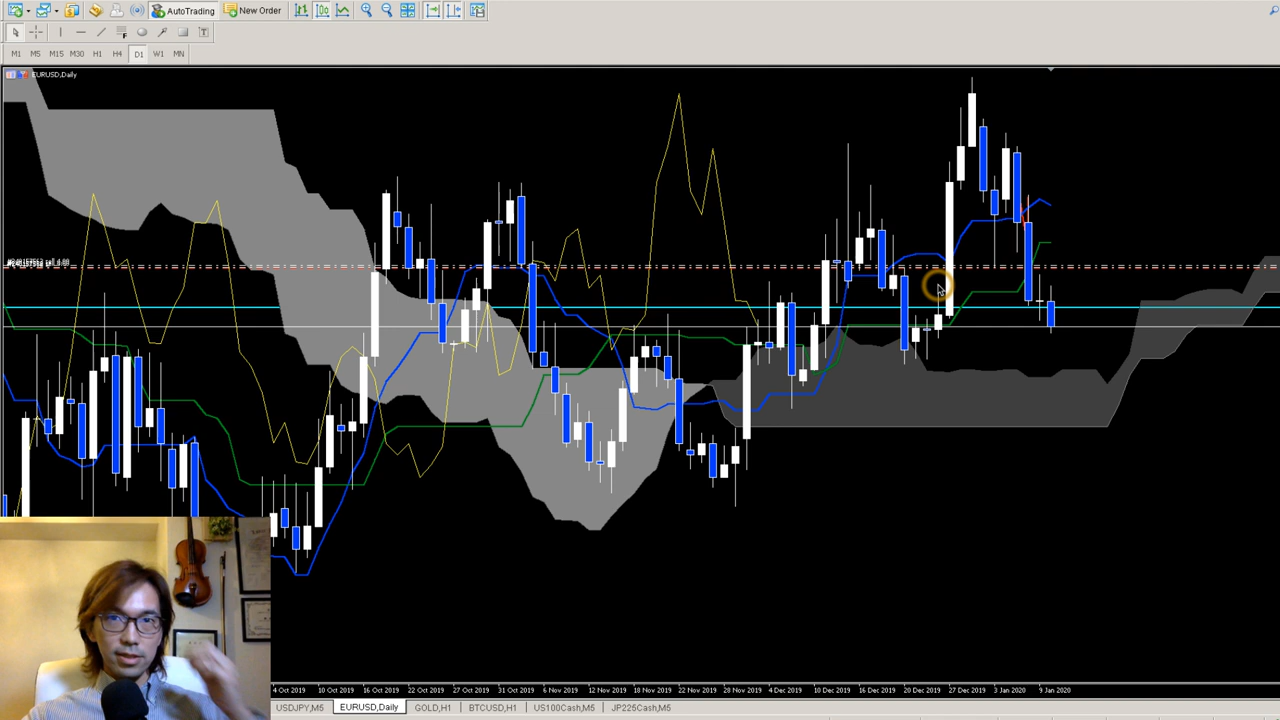 AutoTrading New Order
M1 M5 M15 M30 H1 H4 D1 W1 MN
EURUSD,Daily
4 Oct 2019 10 Oct 2019 16 Oct 2019 22 Oct 2019 27 Oct 2019 31 Oct 2019 6 Nov 2019 12 Nov 2019 18 Nov 2019 22 Nov 2019 28 Nov 2019 4 Dec 2019 10 Dec 2019 16 Dec 2019 20 Dec 2019 27 Dec 2019 3 Jan 2020 9 Jan 2020
USDJPY,M5 EURUSD,Daily GOLD,H1 BTCUSD,H1 US100Cash,M5 JP225Cash,M5